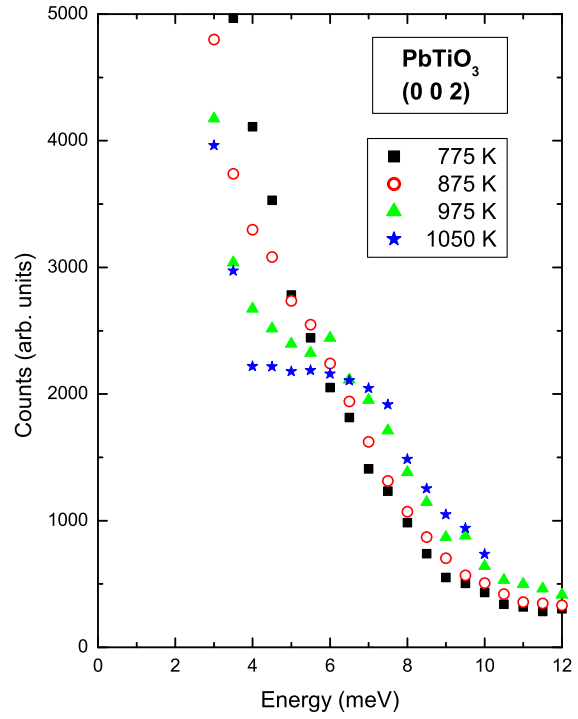 5000
4000
3000
2000
1000
0
0 2 4 6 8 10 12
Counts (arb. units)
Energy (meV)
PbTiO₃
(0 0 2)
775 K
875 K
975 K
1050 K